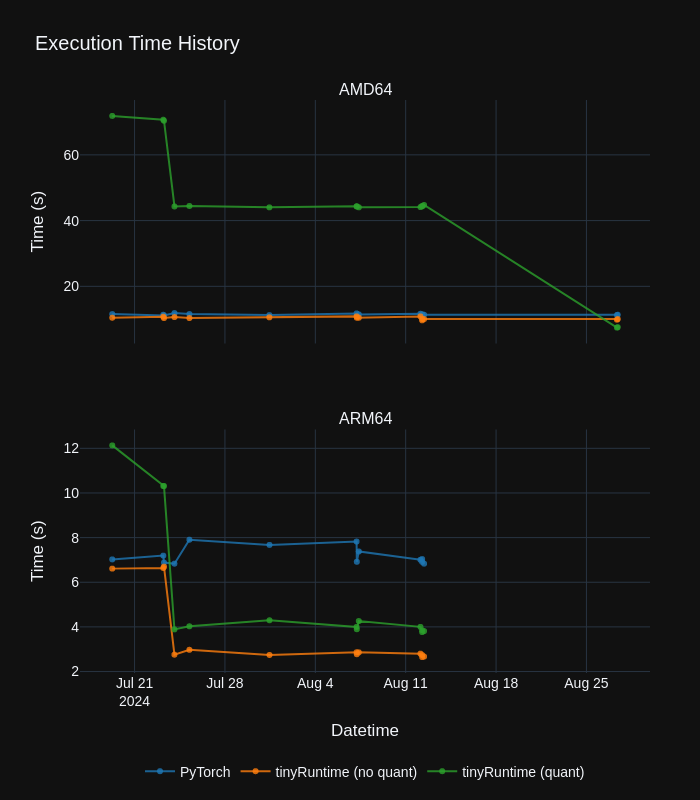 Execution Time History
AMD64
60
40
20
Time (s)
ARM64
12
10
8
6
4
2
Time (s)
Jul 21 Jul 28 Aug 4 Aug 11 Aug 18 Aug 25
2024
Datetime
PyTorch tinyRuntime (no quant) tinyRuntime (quant)